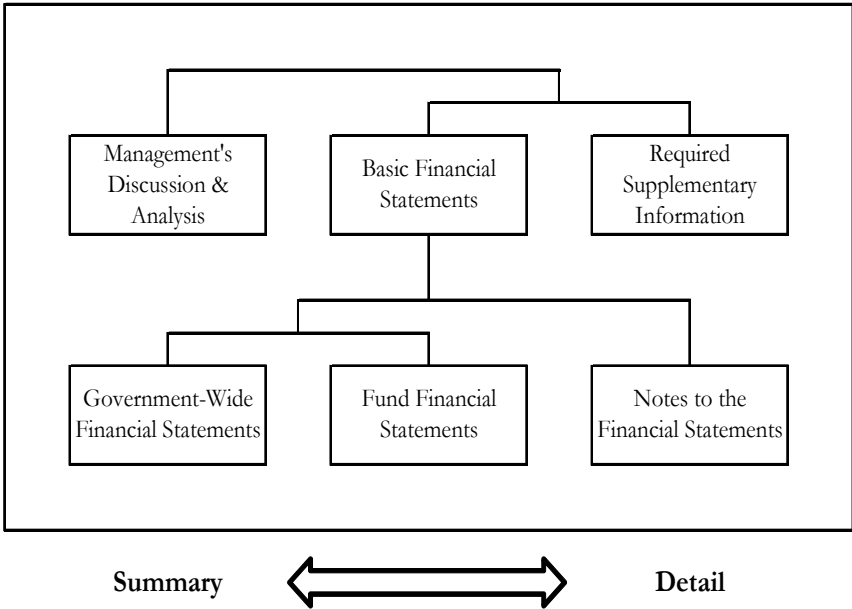 Management's
Discussion &
Analysis
Basic Financial
Statements
Required
Supplementary
Information
Government-Wide
Financial Statements
Fund Financial
Statements
Notes to the
Financial Statements
Summary
Detail